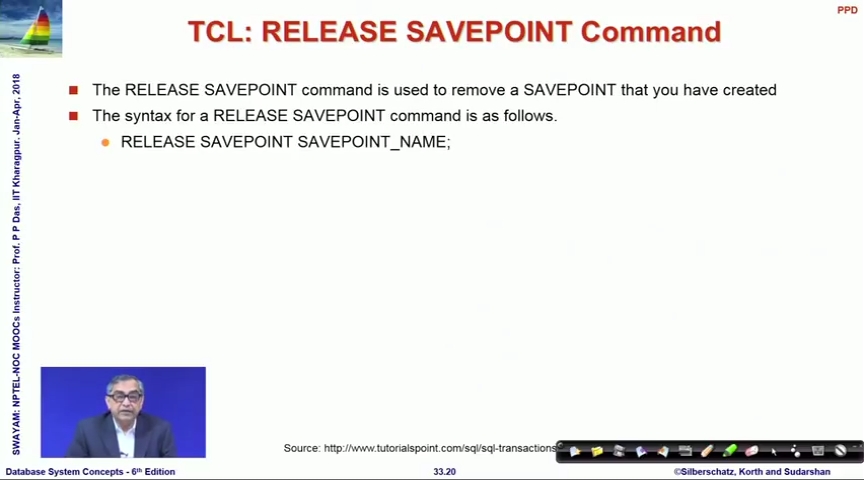 PPD
TCL: RELEASE SAVEPOINT Command
The RELEASE SAVEPOINT command is used to remove a SAVEPOINT that you have created
The syntax for a RELEASE SAVEPOINT command is as follows.
RELEASE SAVEPOINT SAVEPOINT_NAME;
SWAYAM: NPTEL-NOC MOOCs Instructor: Prof. P P Das, IIT Kharagpur. Jan-Apr, 2018
Source: http://www.tutorialspoint.com/sql/sql-transactions
Database System Concepts - 6th Edition
33.20
©Silberschatz, Korth and Sudarshan